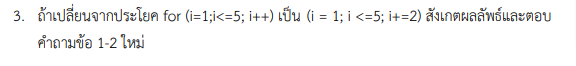 3. ถ้าเปลี่ยนจากประโยค for (i=1;i<=5; i++) เป็น (i = 1; i <=5; i+=2) สังเกตผลลัพธ์และตอบ
คำถามข้อ 1-2 ใหม่